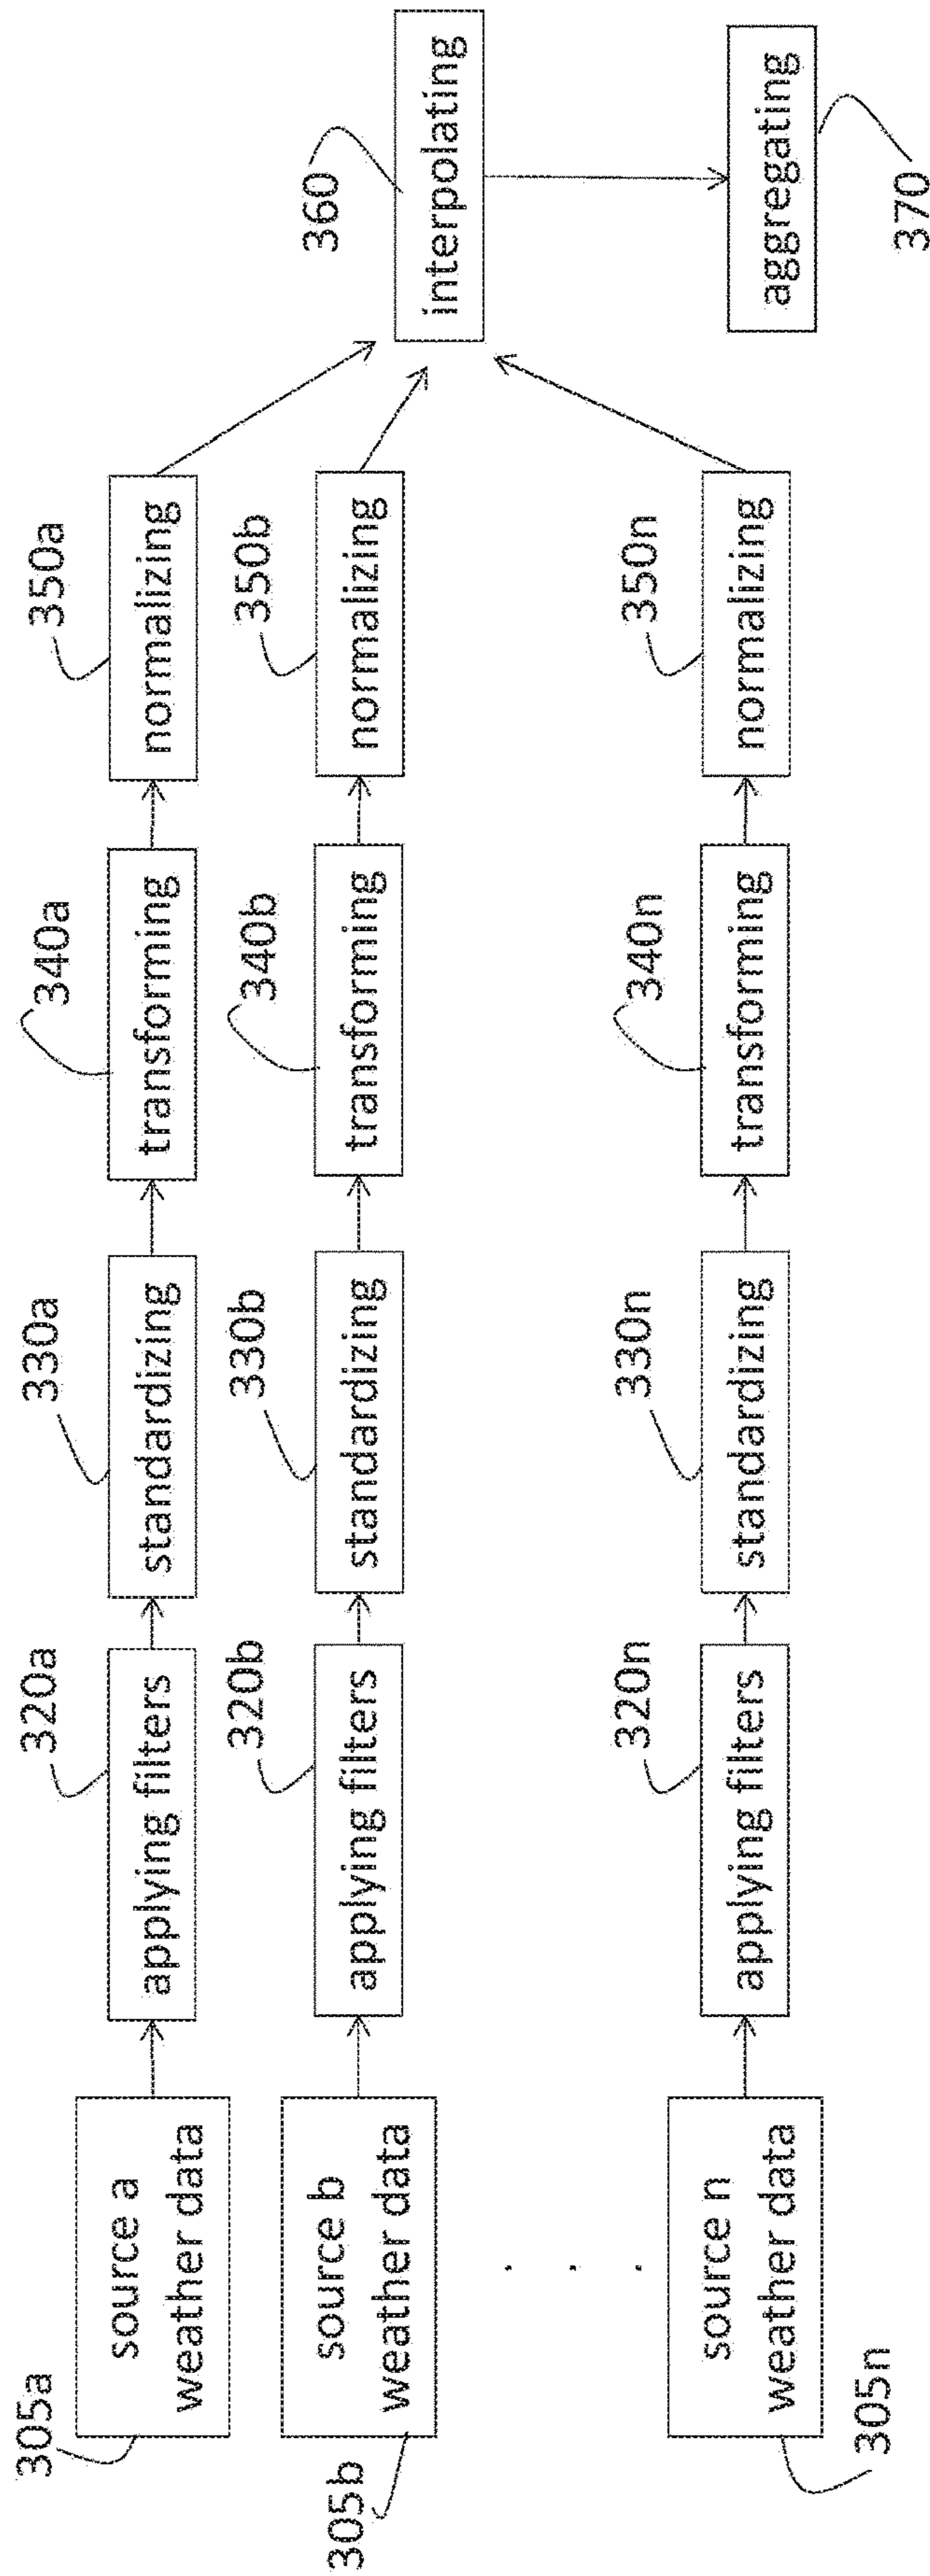 305a
source a
weather data
320a
applying filters
330a
standardizing
340a
transforming
350a
normalizing
305b
source b
weather data
320b
applying filters
330b
standardizing
340b
transforming
350b
normalizing
. . .
305n
source n
weather data
320n
applying filters
330n
standardizing
340n
transforming
350n
normalizing
360
interpolating
aggregating
370